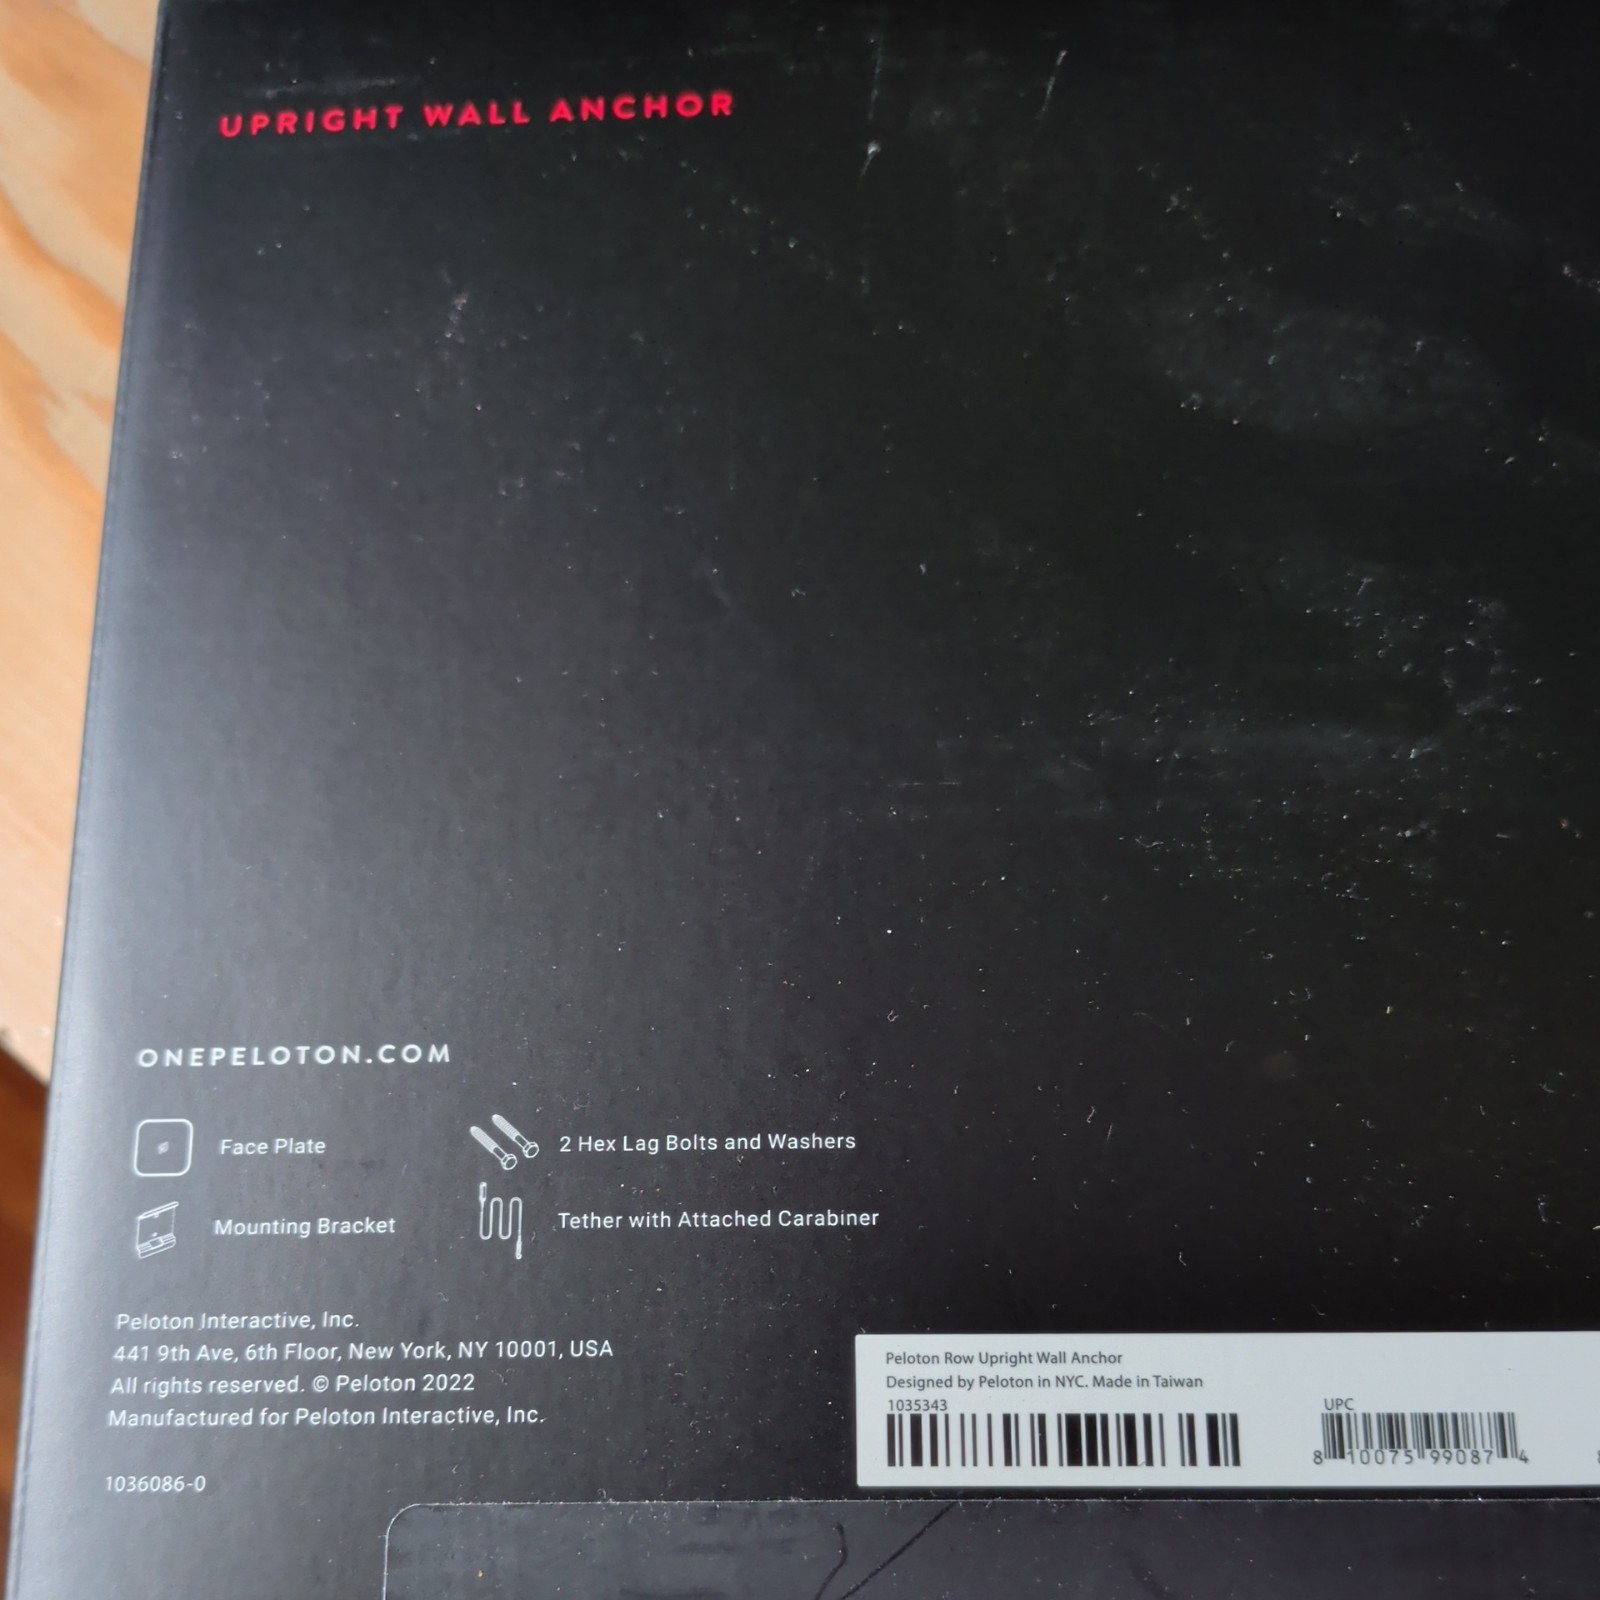 UPRIGHT WALL ANCHOR
ONEPELOTON.COM
Face Plate
2 Hex Lag Bolts and Washers
Mounting Bracket
Tether with Attached Carabiner
Peloton Interactive, Inc.
441 9th Ave, 6th Floor, New York, NY 10001, USA
All rights reserved. © Peloton 2022
Manufactured for Peloton Interactive, Inc.
1036086-0
Peloton Row Upright Wall Anchor
Designed by Peloton in NYC. Made in Taiwan
1035343
UPC
8 10075 99087 4